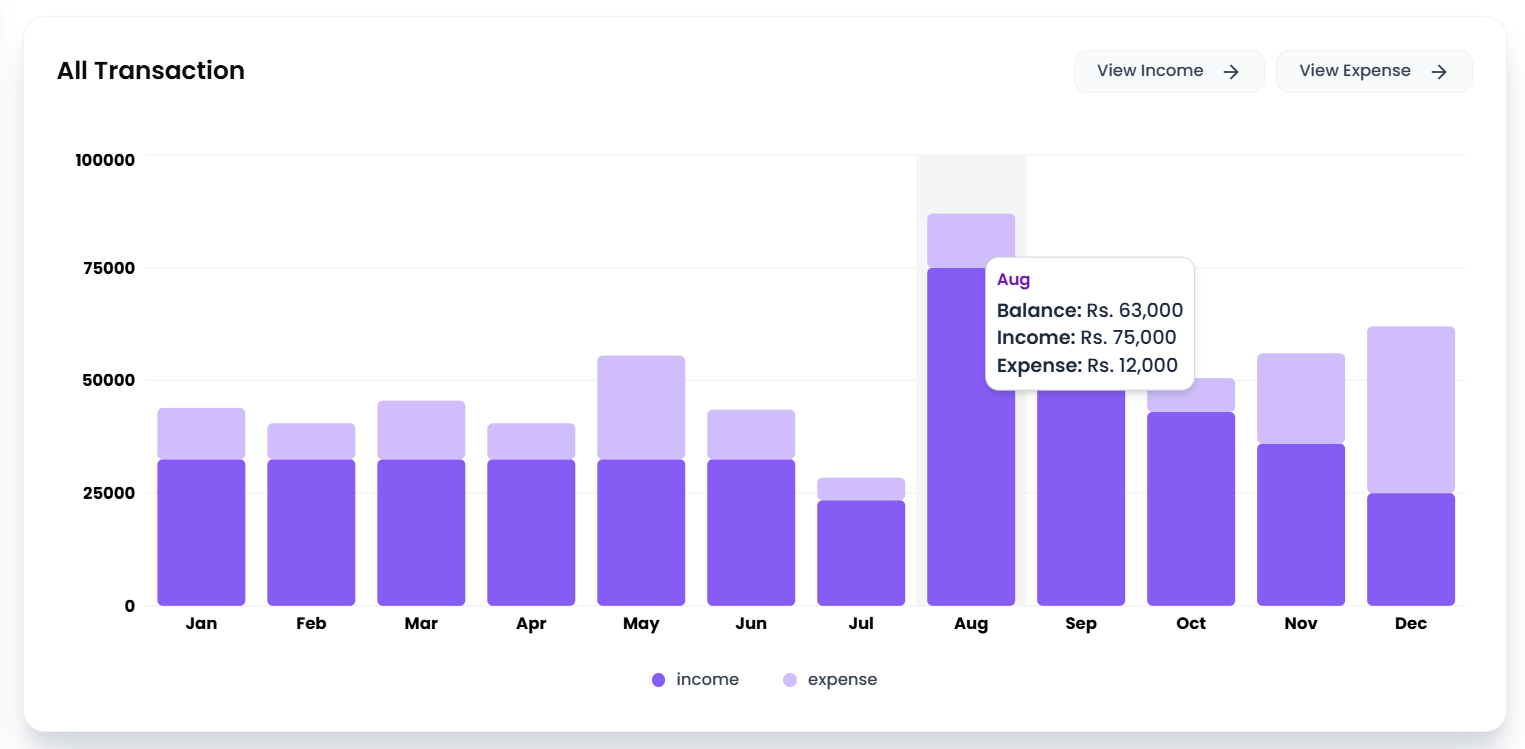 All Transaction
View Income
View Expense
100000
75000
50000
25000
0
Aug
Balance: Rs. 63,000
Income: Rs. 75,000
Expense: Rs. 12,000
Jan Feb Mar Apr May Jun Jul Aug Sep Oct Nov Dec
income expense